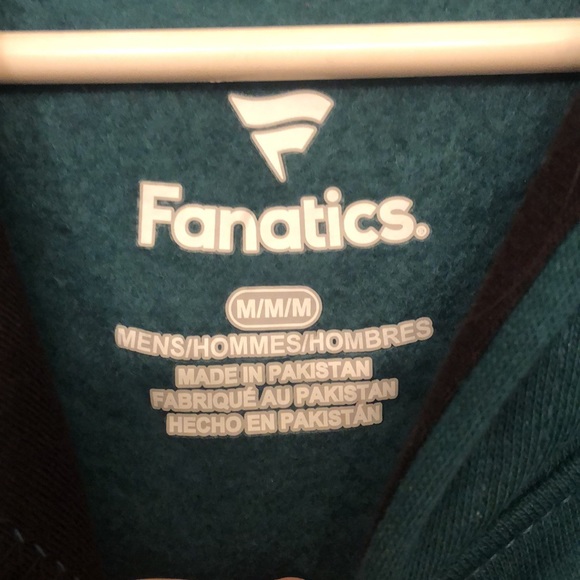 Fanatics.
M/M/M
MENS/HOMMES/HOMBRES
MADE IN PAKISTAN
FABRIQUÉ AU PAKISTAN
HECHO EN PAKISTÁN